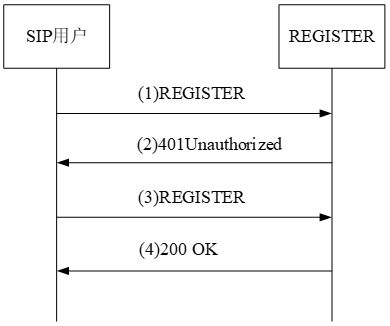 SIP用户
REGISTER
(1)REGISTER
(2)401Unauthorized
(3)REGISTER
(4)200 OK